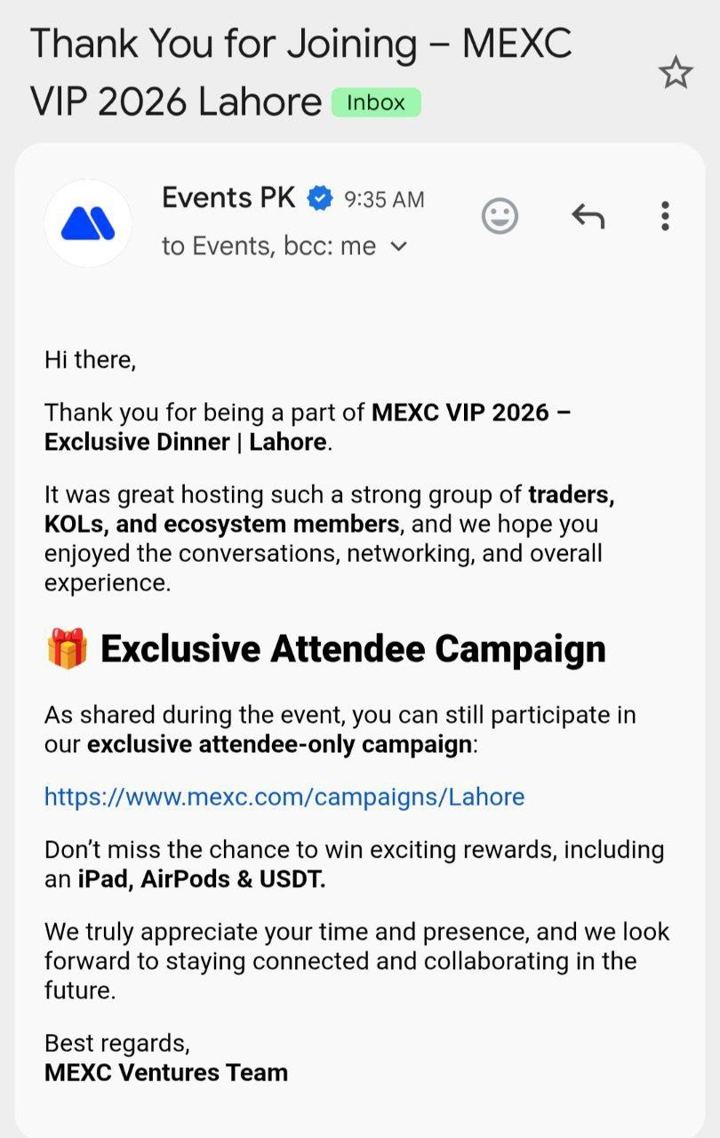 Thank You for Joining – MEXC
VIP 2026 Lahore Inbox
Events PK 9:35 AM
to Events, bcc: me
Hi there,
Thank you for being a part of MEXC VIP 2026 –
Exclusive Dinner | Lahore.
It was great hosting such a strong group of traders,
KOLs, and ecosystem members, and we hope you
enjoyed the conversations, networking, and overall
experience.
🎁 Exclusive Attendee Campaign
As shared during the event, you can still participate in
our exclusive attendee-only campaign:
https://www.mexc.com/campaigns/Lahore
Don’t miss the chance to win exciting rewards, including
an iPad, AirPods & USDT.
We truly appreciate your time and presence, and we look
forward to staying connected and collaborating in the
future.
Best regards,
MEXC Ventures Team